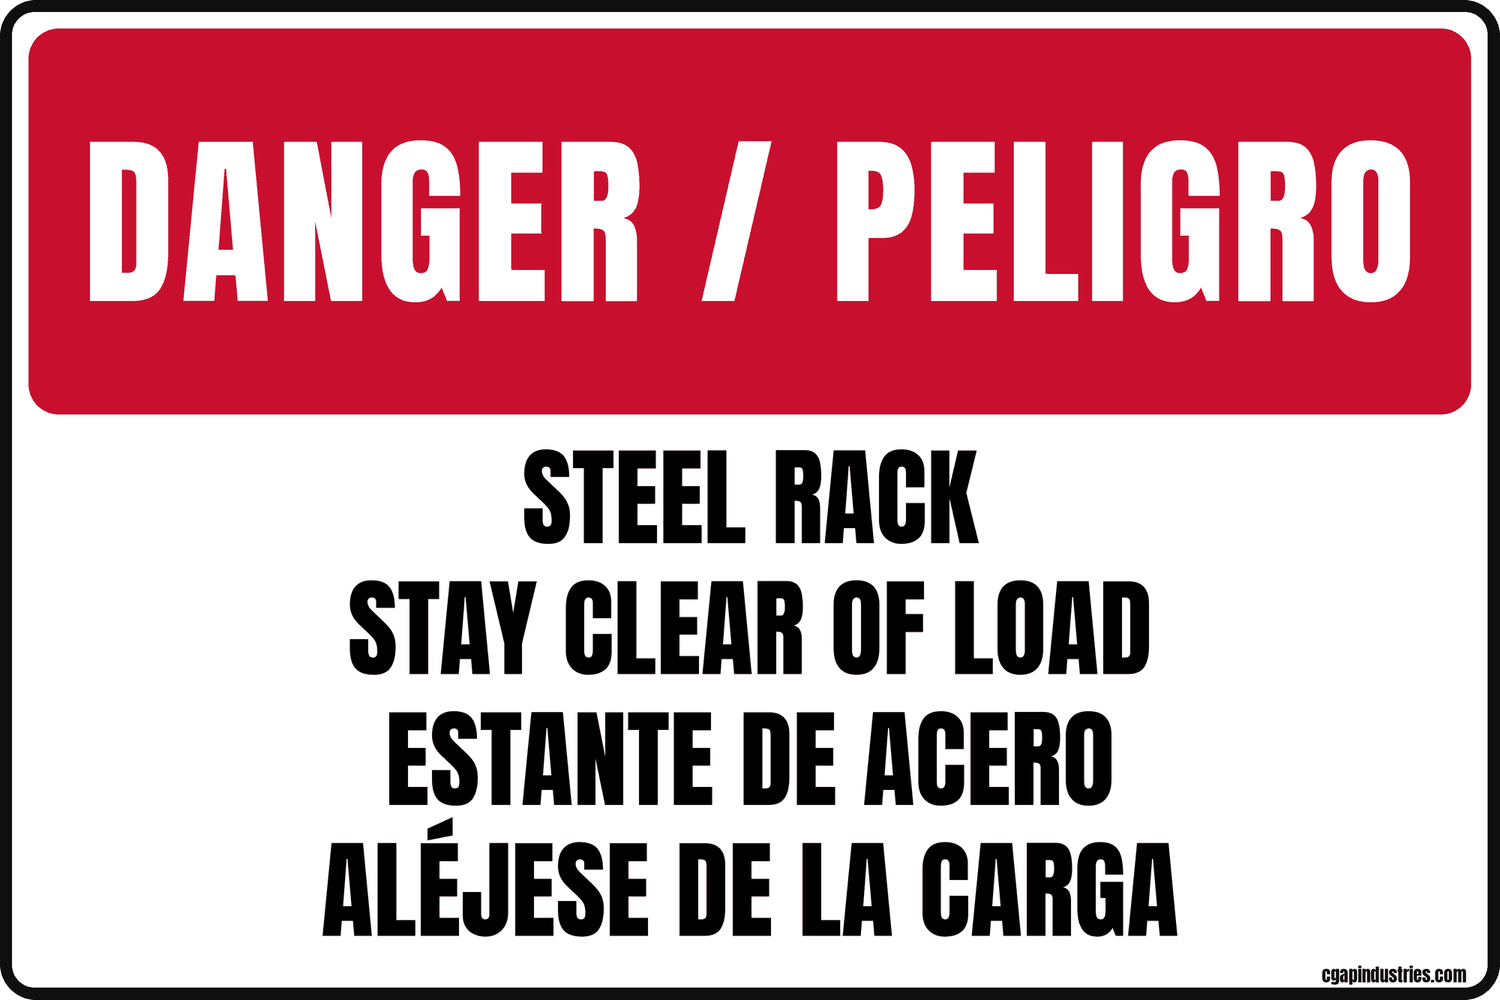 DANGER / PELIGRO
STEEL RACK
STAY CLEAR OF LOAD
ESTANTE DE ACERO
ALÉJESE DE LA CARGA
cgapindustries.com